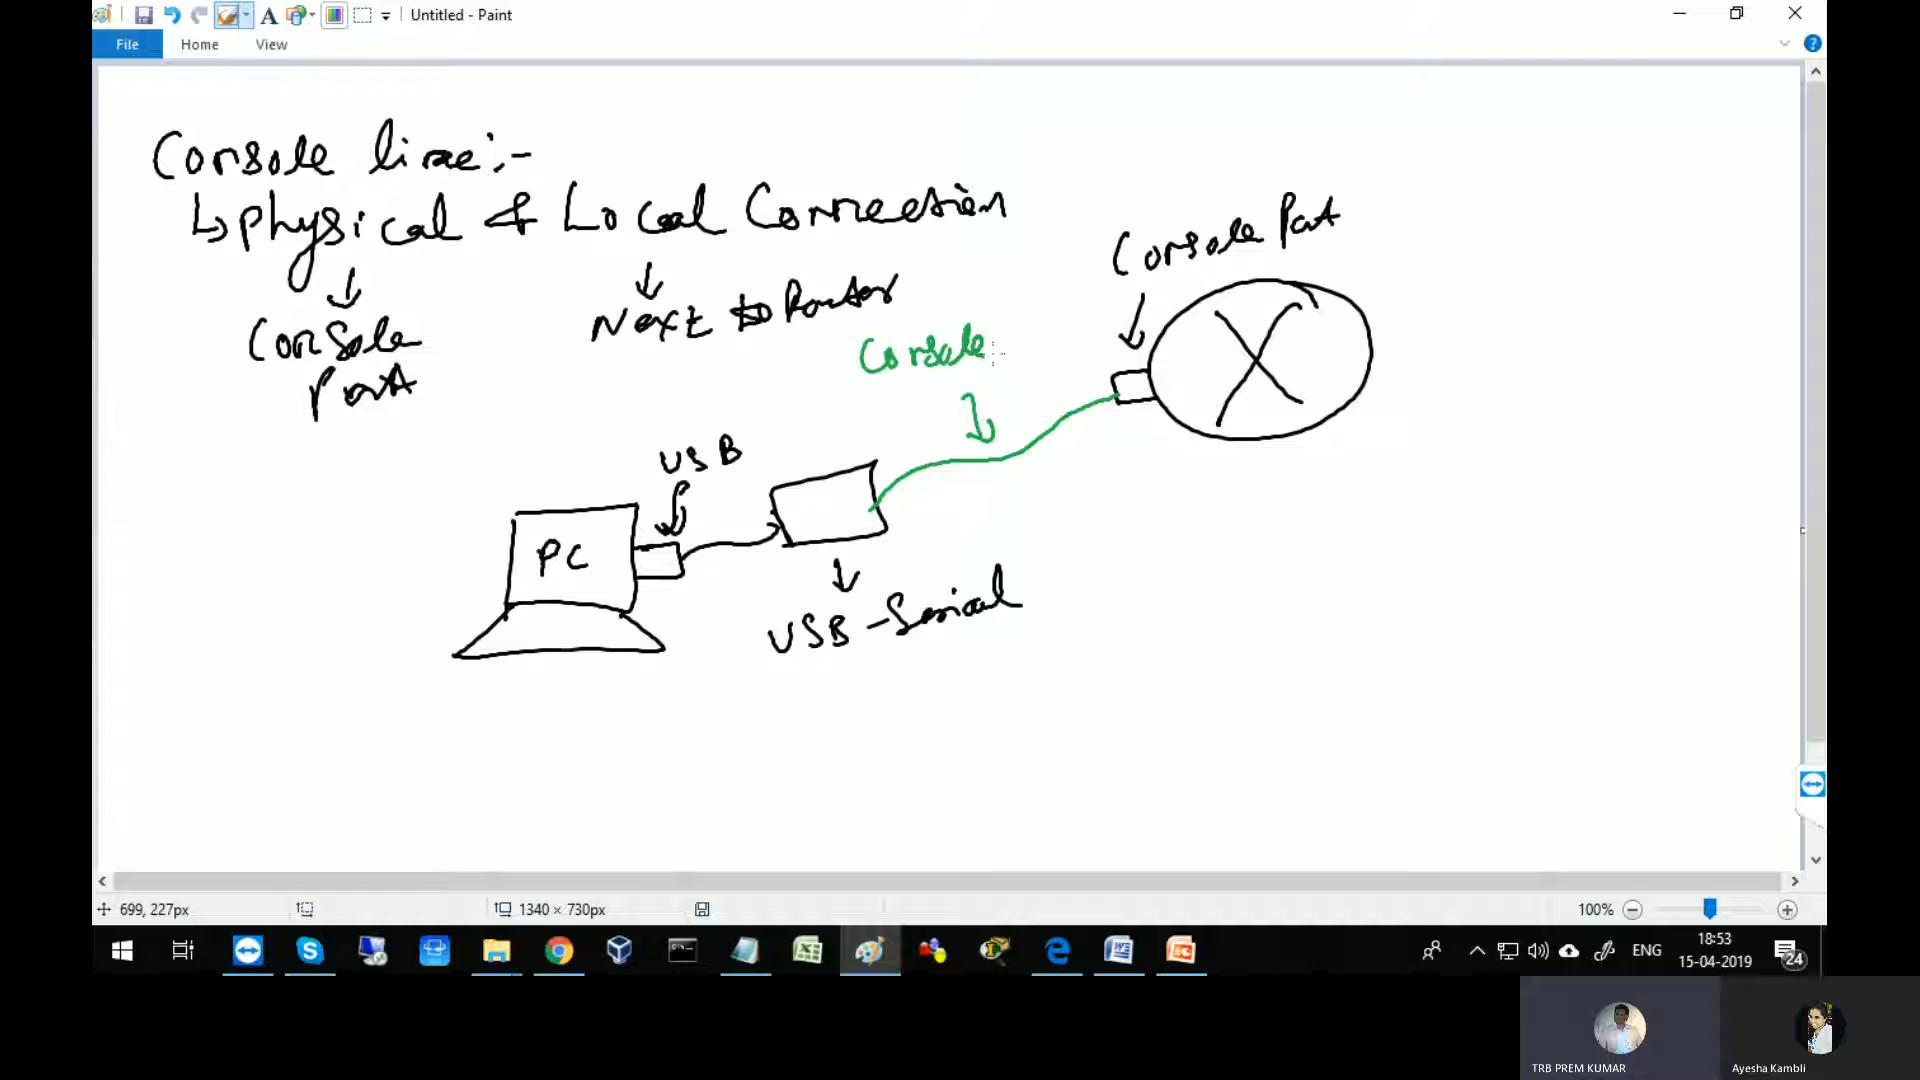 Untitled - Paint
File Home View
Console line:-
↳ physical & Local Connection
Console Port
Next to Router
Console
Console Port
USB
PC
USB - Serial
699, 227px
1340 × 730px
100%
ENG
18:53
15-04-2019
24
TRB PREM KUMAR
Ayesha Kambli